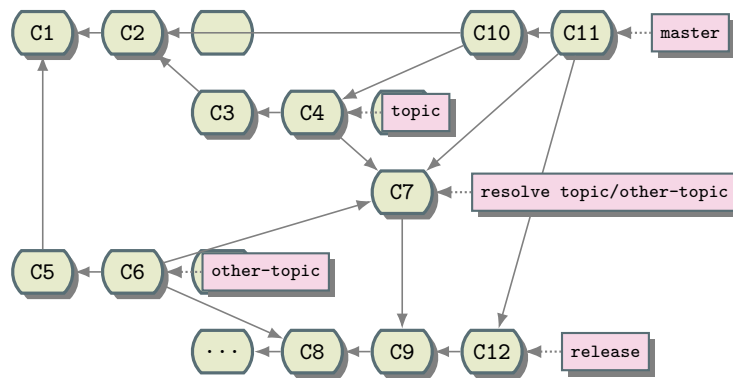 C1 C2 C10 C11 master
C3 C4 topic
C7 resolve topic/other-topic
C5 C6 other-topic
... C8 C9 C12 release